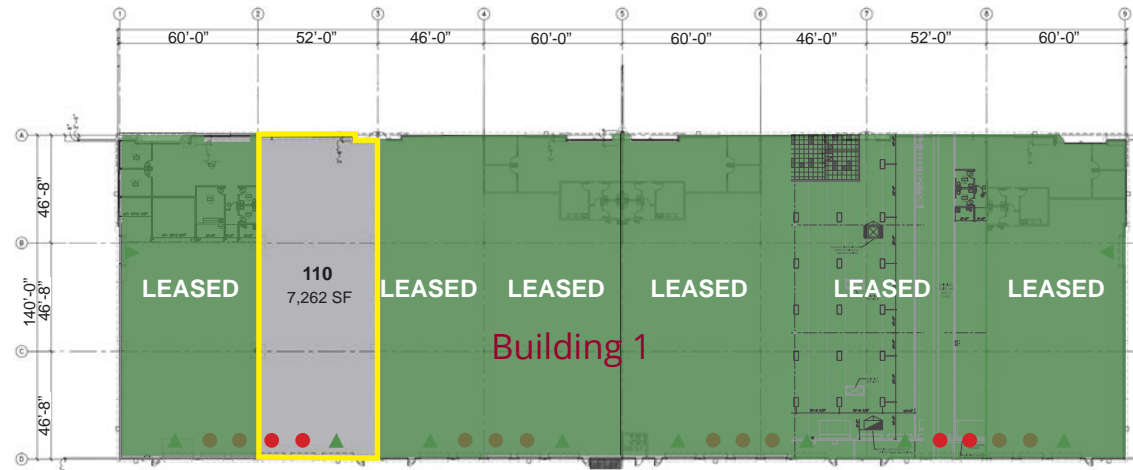 1 2 3 4 5 6 7 8 9
60'-0" 52'-0" 46'-0" 60'-0" 60'-0" 46'-0" 52'-0" 60'-0"
A
46'-8"
B
140'-0"
46'-8"
C
46'-8"
D
110
7,262 SF
LEASED LEASED LEASED LEASED LEASED LEASED
Building 1